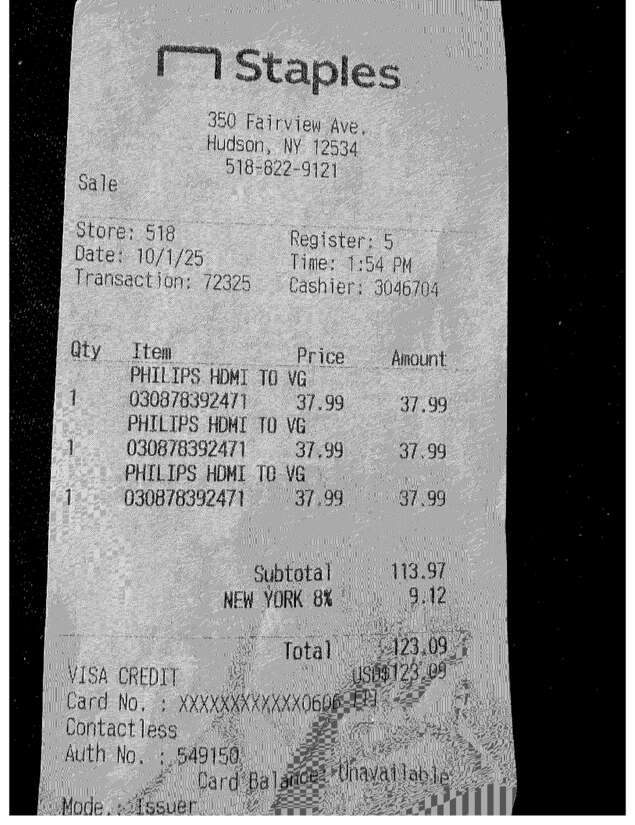 Staples
350 Fairview Ave.
Hudson, NY 12534
518-822-9121
Sale
Store: 518 Register: 5
Date: 10/1/25 Time: 1:54 PM
Transaction: 72325 Cashier: 3046704
Qty Item Price Amount
PHILIPS HDMI TO VG
1 030878392471 37.99 37.99
PHILIPS HDMI TO VG
1 030878392471 37.99 37.99
PHILIPS HDMI TO VG
1 030878392471 37.99 37.99
Subtotal 113.97
NEW YORK 8% 9.12
Total 123.09
VISA CREDIT USD$123.09
Card No. : XXXXXXXXXXXX0606
Contactless
Auth No. : 549150
Card Balance: Unavailable
Mode.: Issuer